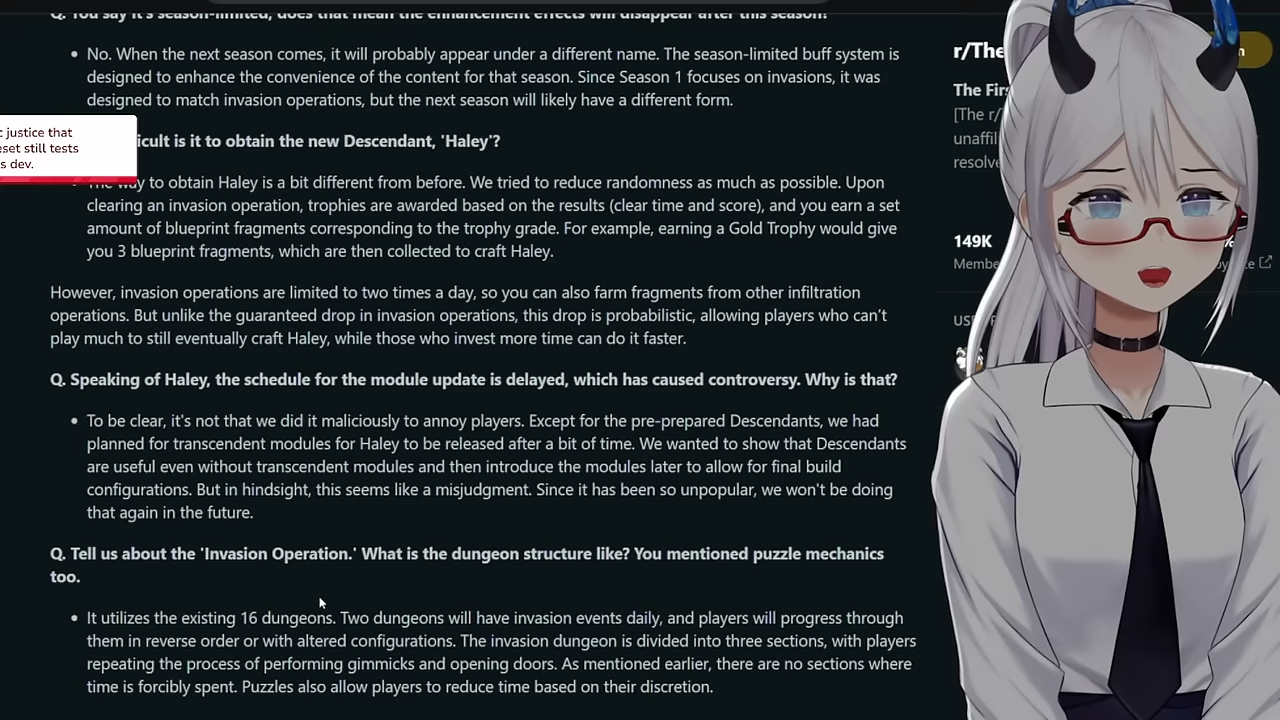 Q. You say it's season-limited, does that mean the enhancement effects will disappear after this season?
No. When the next season comes, it will probably appear under a different name. The season-limited buff system is
designed to enhance the convenience of the content for that season. Since Season 1 focuses on invasions, it was
designed to match invasion operations, but the next season will likely have a different form.
justice that
eset still tests
s dev.
icult is it to obtain the new Descendant, 'Haley'?
The way to obtain Haley is a bit different from before. We tried to reduce randomness as much as possible. Upon
clearing an invasion operation, trophies are awarded based on the results (clear time and score), and you earn a set
amount of blueprint fragments corresponding to the trophy grade. For example, earning a Gold Trophy would give
you 3 blueprint fragments, which are then collected to craft Haley.
However, invasion operations are limited to two times a day, so you can also farm fragments from other infiltration
operations. But unlike the guaranteed drop in invasion operations, this drop is probabilistic, allowing players who can't
play much to still eventually craft Haley, while those who invest more time can do it faster.
Q. Speaking of Haley, the schedule for the module update is delayed, which has caused controversy. Why is that?
To be clear, it's not that we did it maliciously to annoy players. Except for the pre-prepared Descendants, we had
planned for transcendent modules for Haley to be released after a bit of time. We wanted to show that Descendants
are useful even without transcendent modules and then introduce the modules later to allow for final build
configurations. But in hindsight, this seems like a misjudgment. Since it has been so unpopular, we won't be doing
that again in the future.
Q. Tell us about the 'Invasion Operation.' What is the dungeon structure like? You mentioned puzzle mechanics
too.
It utilizes the existing 16 dungeons. Two dungeons will have invasion events daily, and players will progress through
them in reverse order or with altered configurations. The invasion dungeon is divided into three sections, with players
repeating the process of performing gimmicks and opening doors. As mentioned earlier, there are no sections where
time is forcibly spent. Puzzles also allow players to reduce time based on their discretion.
r/The
The Firs
[The r/
unaffili
resolve
149K
Membe